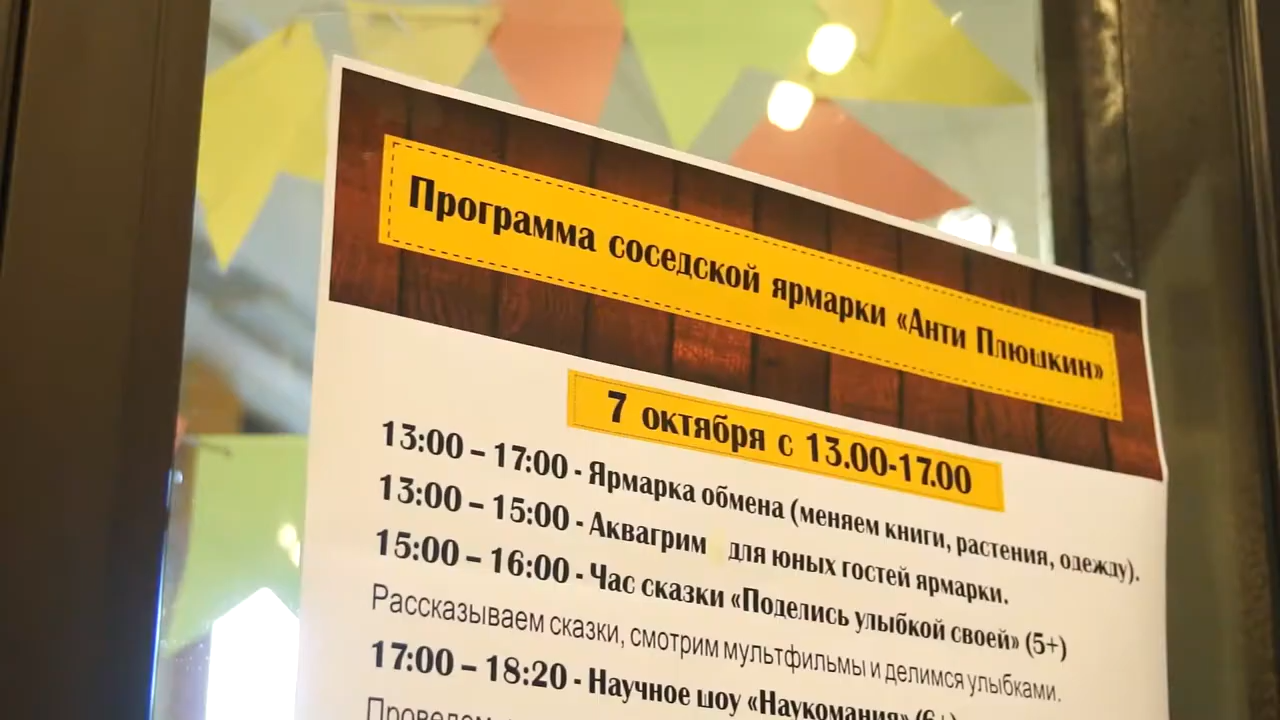 Программа соседской ярмарки «Анти Плюшкин»
7 октября с 13.00-17.00
13:00 – 17:00 - Ярмарка обмена (меняем книги, растения, одежду).
13:00 – 15:00 - Аквагрим для юных гостей ярмарки.
15:00 – 16:00 - Час сказки «Поделись улыбкой своей» (5+)
Рассказываем сказки, смотрим мультфильмы и делимся улыбками.
17:00 – 18:20 - Научное шоу «Наукомания» (6+)